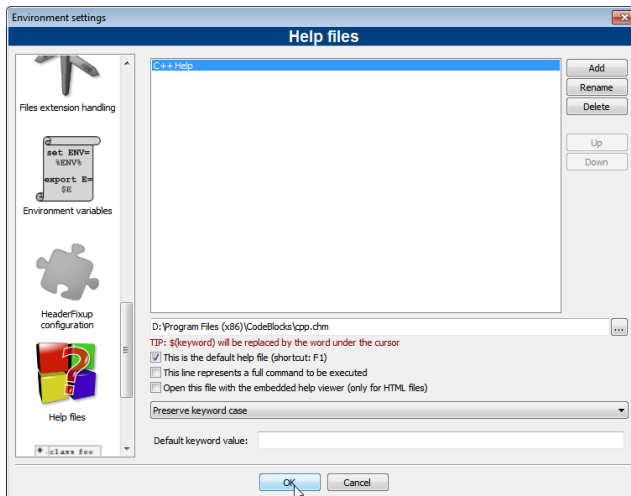 Environment settings
Help files
Files extension handling
set ENV=
%ENV%
export E=
$E
Environment variables
HeaderFixup
configuration
Help files
class foo
C++ Help
Add
Rename
Delete
Up
Down
D:\Program Files (x86)\CodeBlocks\cpp.chm
...
TIP: $(keyword) will be replaced by the word under the cursor
This is the default help file (shortcut: F1)
This line represents a full command to be executed
Open this file with the embedded help viewer (only for HTML files)
Preserve keyword case
Default keyword value:
OK
Cancel